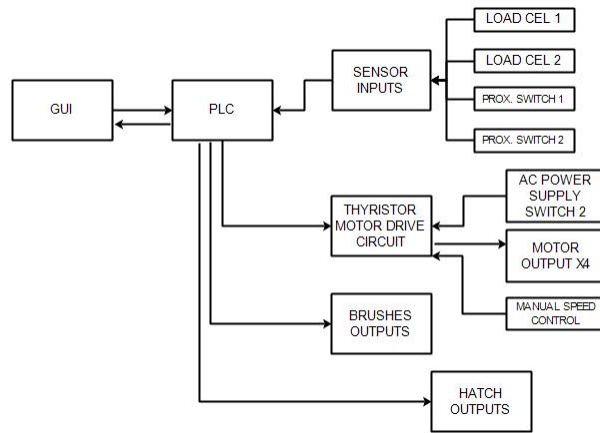 LOAD CEL 1
LOAD CEL 2
SENSOR
INPUTS
GUI
PLC
PROX. SWITCH 1
PROX. SWITCH 2
AC POWER
SUPPLY
SWITCH 2
THYRISTOR
MOTOR DRIVE
CIRCUIT
MOTOR
OUTPUT X4
MANUAL SPEED
CONTROL
BRUSHES
OUTPUTS
HATCH
OUTPUTS